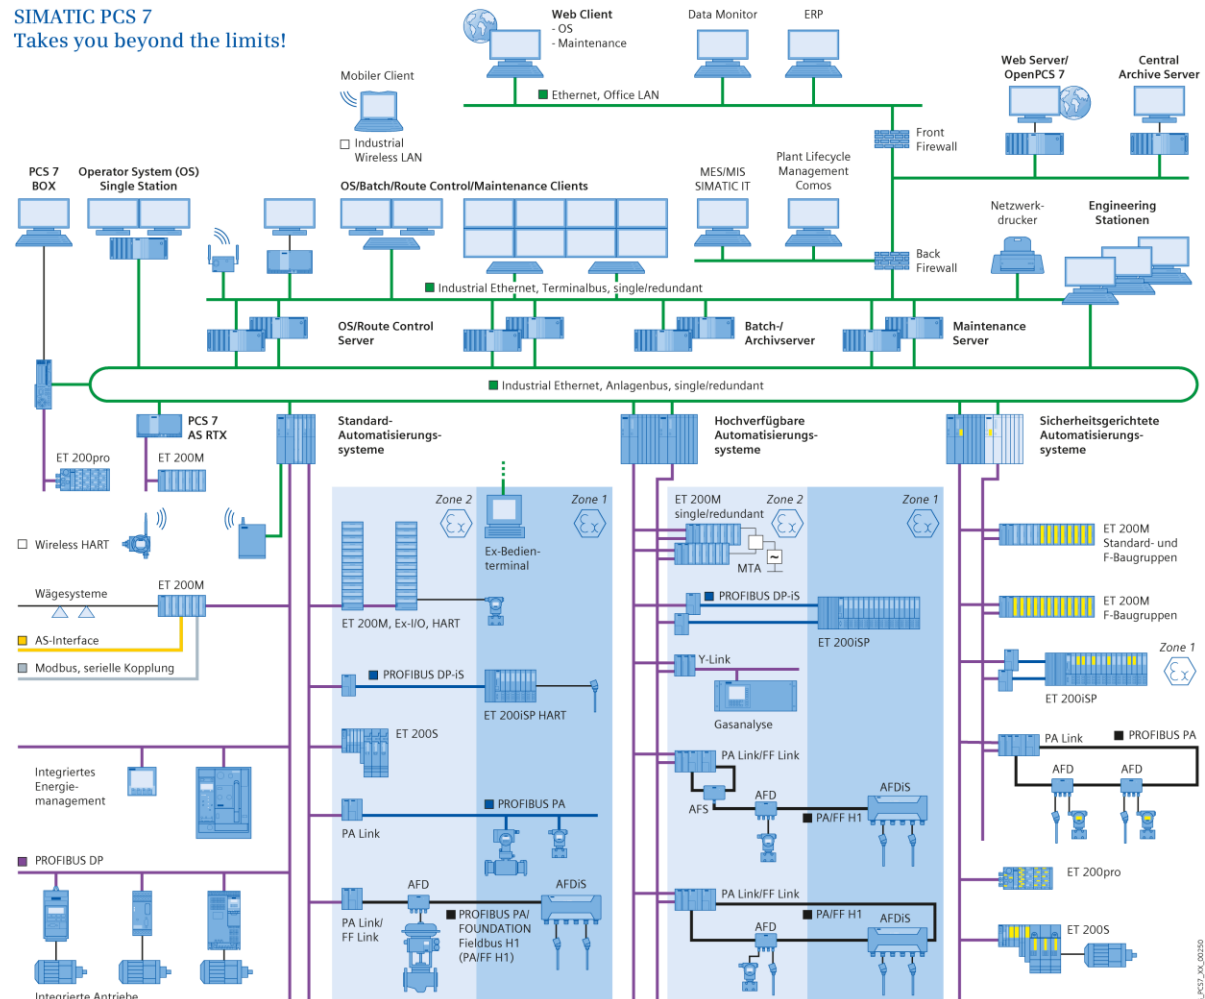 SIMATIC PCS 7
Takes you beyond the limits!
Web Client
- OS
- Maintenance
Data Monitor
ERP
Mobiler Client
Ethernet, Office LAN
Web Server/
OpenPCS 7
Central
Archive Server
Industrial
Wireless LAN
Front
Firewall
PCS 7
BOX
Operator System (OS)
Single Station
OS/Batch/Route Control/Maintenance Clients
MES/MIS
SIMATIC IT
Plant Lifecycle
Management
Comos
Netzwerk-
drucker
Engineering
Stationen
Back
Firewall
Industrial Ethernet, Terminalbus, single/redundant
OS/Route Control
Server
Batch-/
Archivserver
Maintenance
Server
Industrial Ethernet, Anlagenbus, single/redundant
PCS 7
AS RTX
Standard-
Automatisierungs-
systeme
Hochverfügbare
Automatisierungs-
systeme
Sicherheitsgerichtete
Automatisierungs-
systeme
ET 200pro
ET 200M
Zone 2
Zone 1
Ex
Ex
Ex-Bedien-
terminal
ET 200M
single/redundant
Zone 2
Zone 1
Ex
Ex
MTA
ET 200M
Standard- und
F-Baugruppen
Wireless HART
ET 200M
Wägesysteme
AS-Interface
Modbus, serielle Kopplung
ET 200M, Ex-I/O, HART
PROFIBUS DP-iS
ET 200iSP
ET 200M
F-Baugruppen
PROFIBUS DP-iS
ET 200iSP HART
Y-Link
Gasanalyse
Zone 1
Ex
ET 200iSP
ET 200S
PA Link
PROFIBUS PA
AFD
AFD
Integriertes
Energie-
management
PROFIBUS PA
PA Link
PA Link/FF Link
AFS
AFD
AFDiS
PA/FF H1
PROFIBUS DP
AFD
AFDiS
PA Link/
FF Link
PROFIBUS PA/
FOUNDATION
Fieldbus H1
(PA/FF H1)
PA Link/FF Link
PA/FF H1
AFDiS
AFD
ET 200pro
ET 200S
Integrierte Antriebe
_PCS7_XX_00250